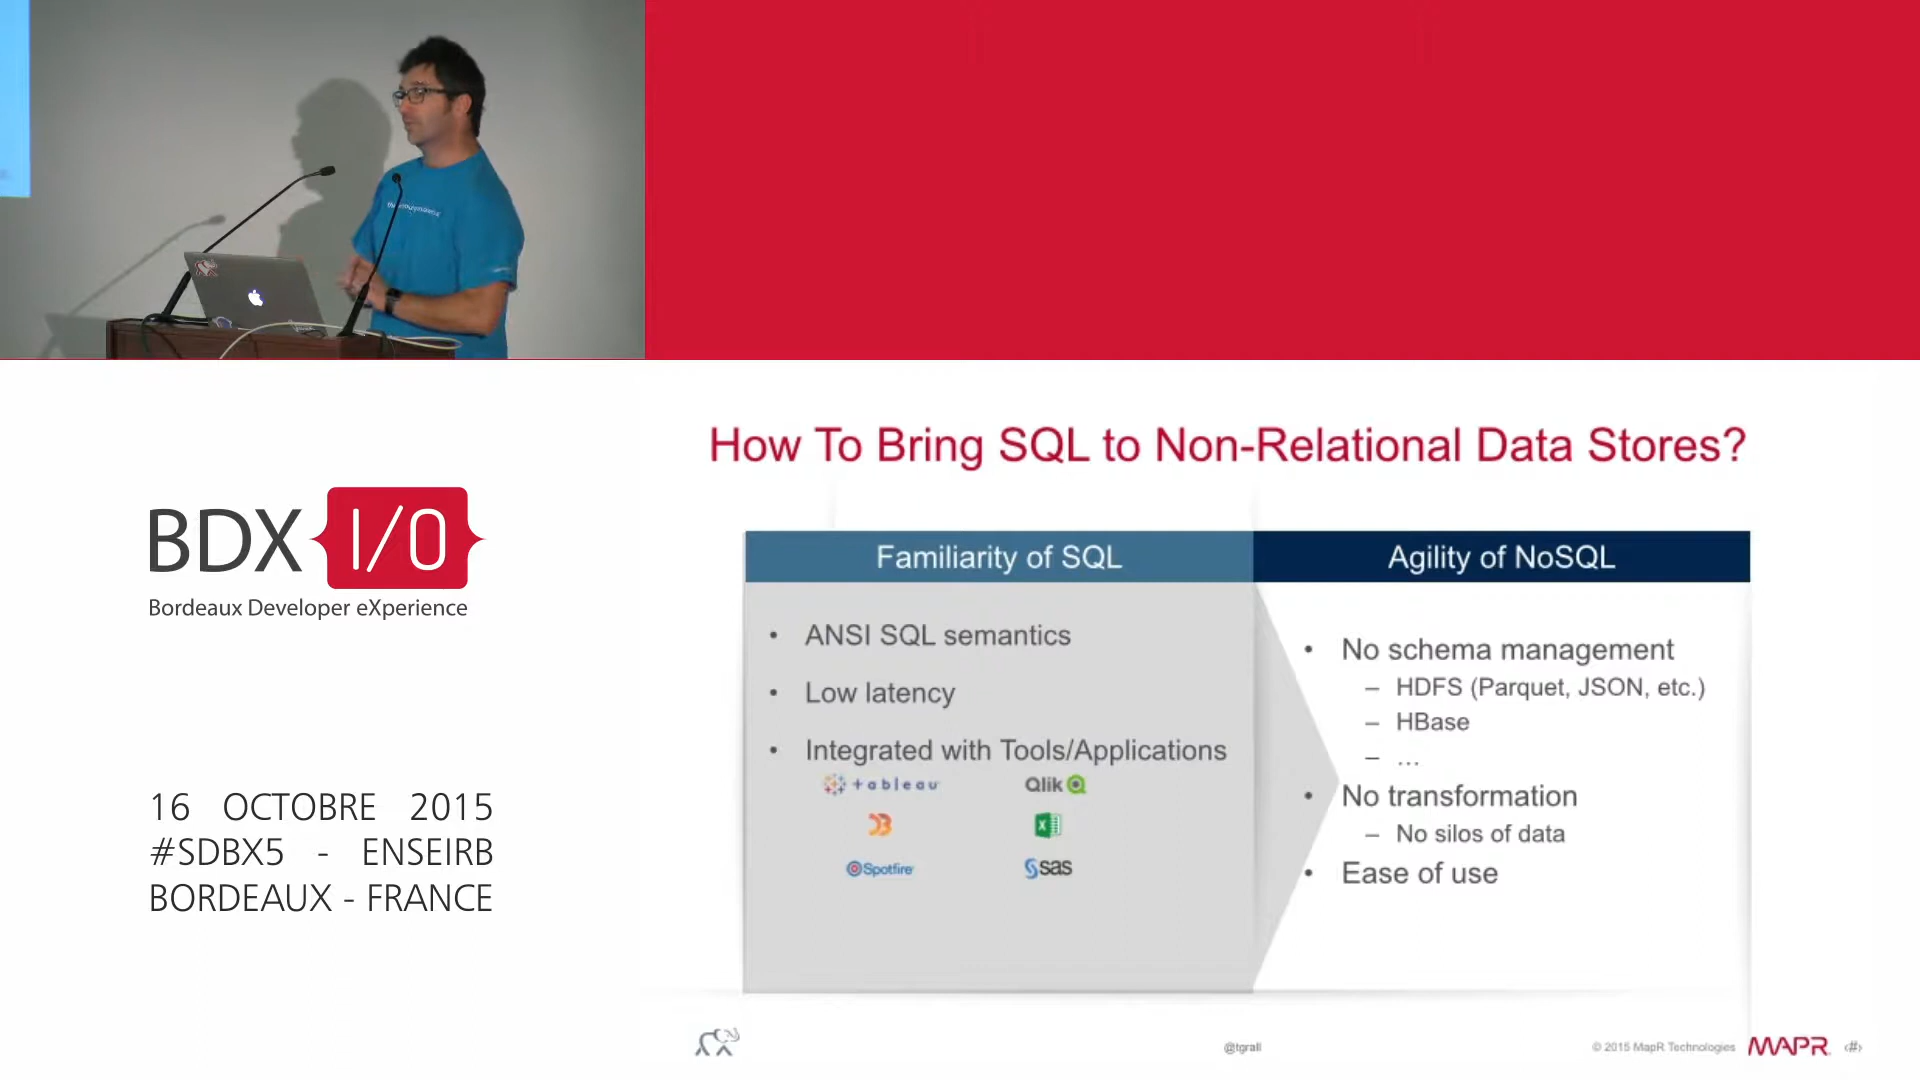 BDX I/O
Bordeaux Developer eXperience
16 OCTOBRE 2015
#SDBX5 - ENSEIRB
BORDEAUX - FRANCE
How To Bring SQL to Non-Relational Data Stores?
Familiarity of SQL
• ANSI SQL semantics
• Low latency
• Integrated with Tools/Applications
tableau
Qlik
Spotfire
sas
Agility of NoSQL
• No schema management
– HDFS (Parquet, JSON, etc.)
– HBase
– ...
• No transformation
– No silos of data
• Ease of use
@tgrall
© 2015 MapR Technologies
MAPR
‹#›